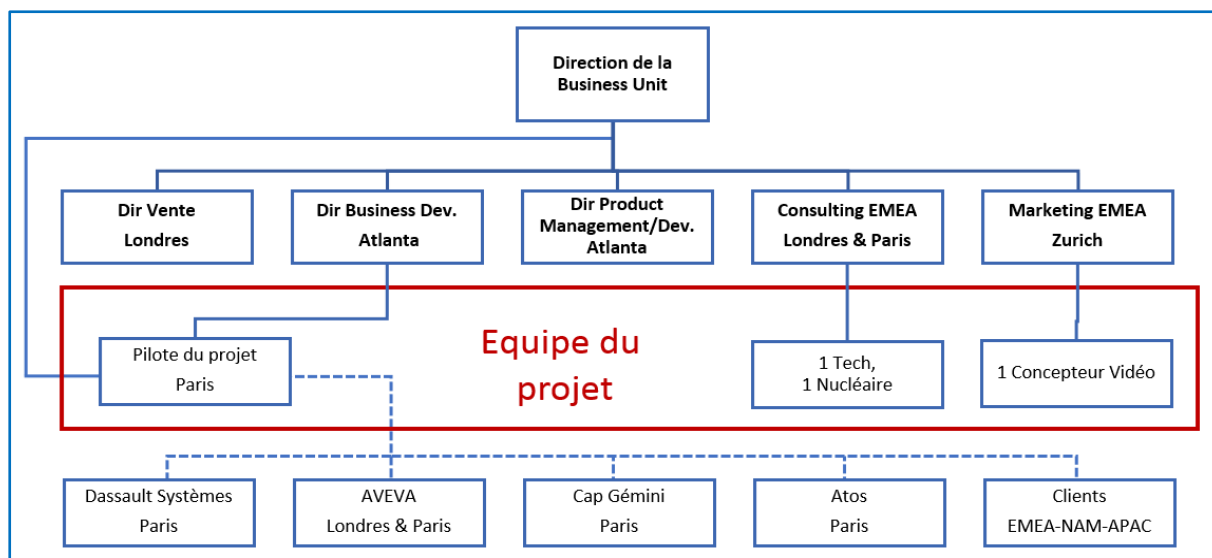 Direction de la
Business Unit
Dir Vente
Londres
Dir Business Dev.
Atlanta
Dir Product
Management/Dev.
Atlanta
Consulting EMEA
Londres & Paris
Marketing EMEA
Zurich
Pilote du projet
Paris
Equipe du
projet
1 Tech,
1 Nucléaire
1 Concepteur Vidéo
Dassault Systèmes
Paris
AVEVA
Londres & Paris
Cap Gémini
Paris
Atos
Paris
Clients
EMEA-NAM-APAC